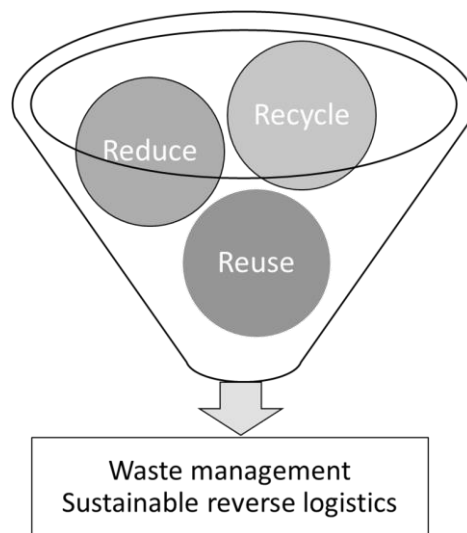 Recycle
Reduce
Reuse
Waste management
Sustainable reverse logistics